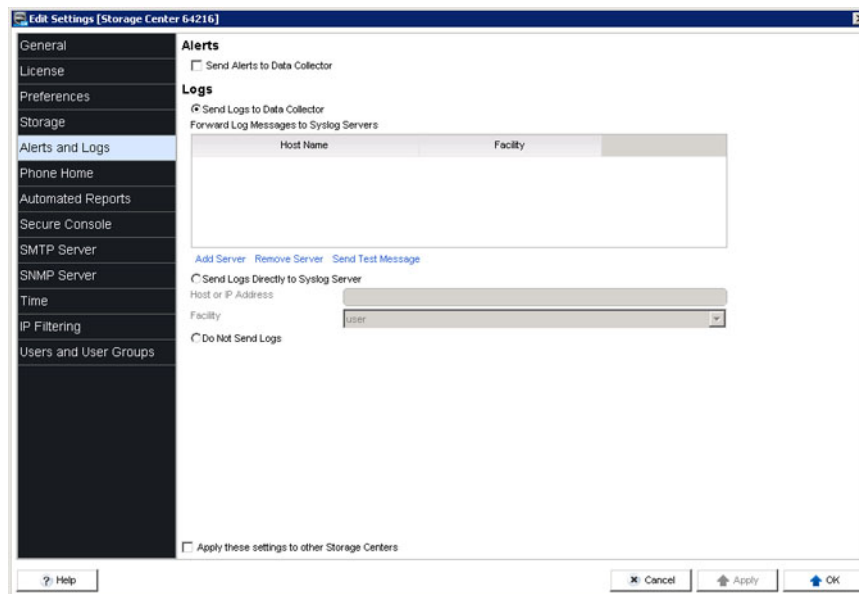 Edit Settings [Storage Center 64216]
General
License
Preferences
Storage
Alerts and Logs
Phone Home
Automated Reports
Secure Console
SMTP Server
SNMP Server
Time
IP Filtering
Users and User Groups
Alerts
Send Alerts to Data Collector
Logs
Send Logs to Data Collector
Forward Log Messages to Syslog Servers
Host Name Facility
Add Server Remove Server Send Test Message
Send Logs Directly to Syslog Server
Host or IP Address
Facility user
Do Not Send Logs
Apply these settings to other Storage Centers
? Help Cancel Apply OK